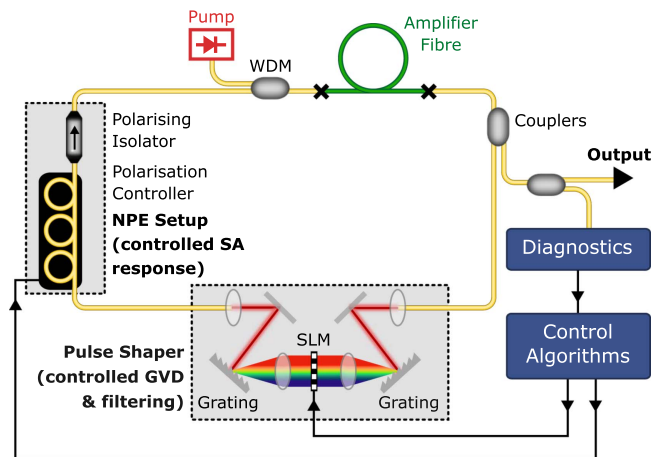 Pump
Amplifier
Fibre
WDM
Polarising
Isolator
Couplers
Output
Polarisation
Controller
NPE Setup
(controlled SA
response)
Diagnostics
Control
Algorithms
SLM
Pulse Shaper
(controlled GVD
& filtering)
Grating
Grating